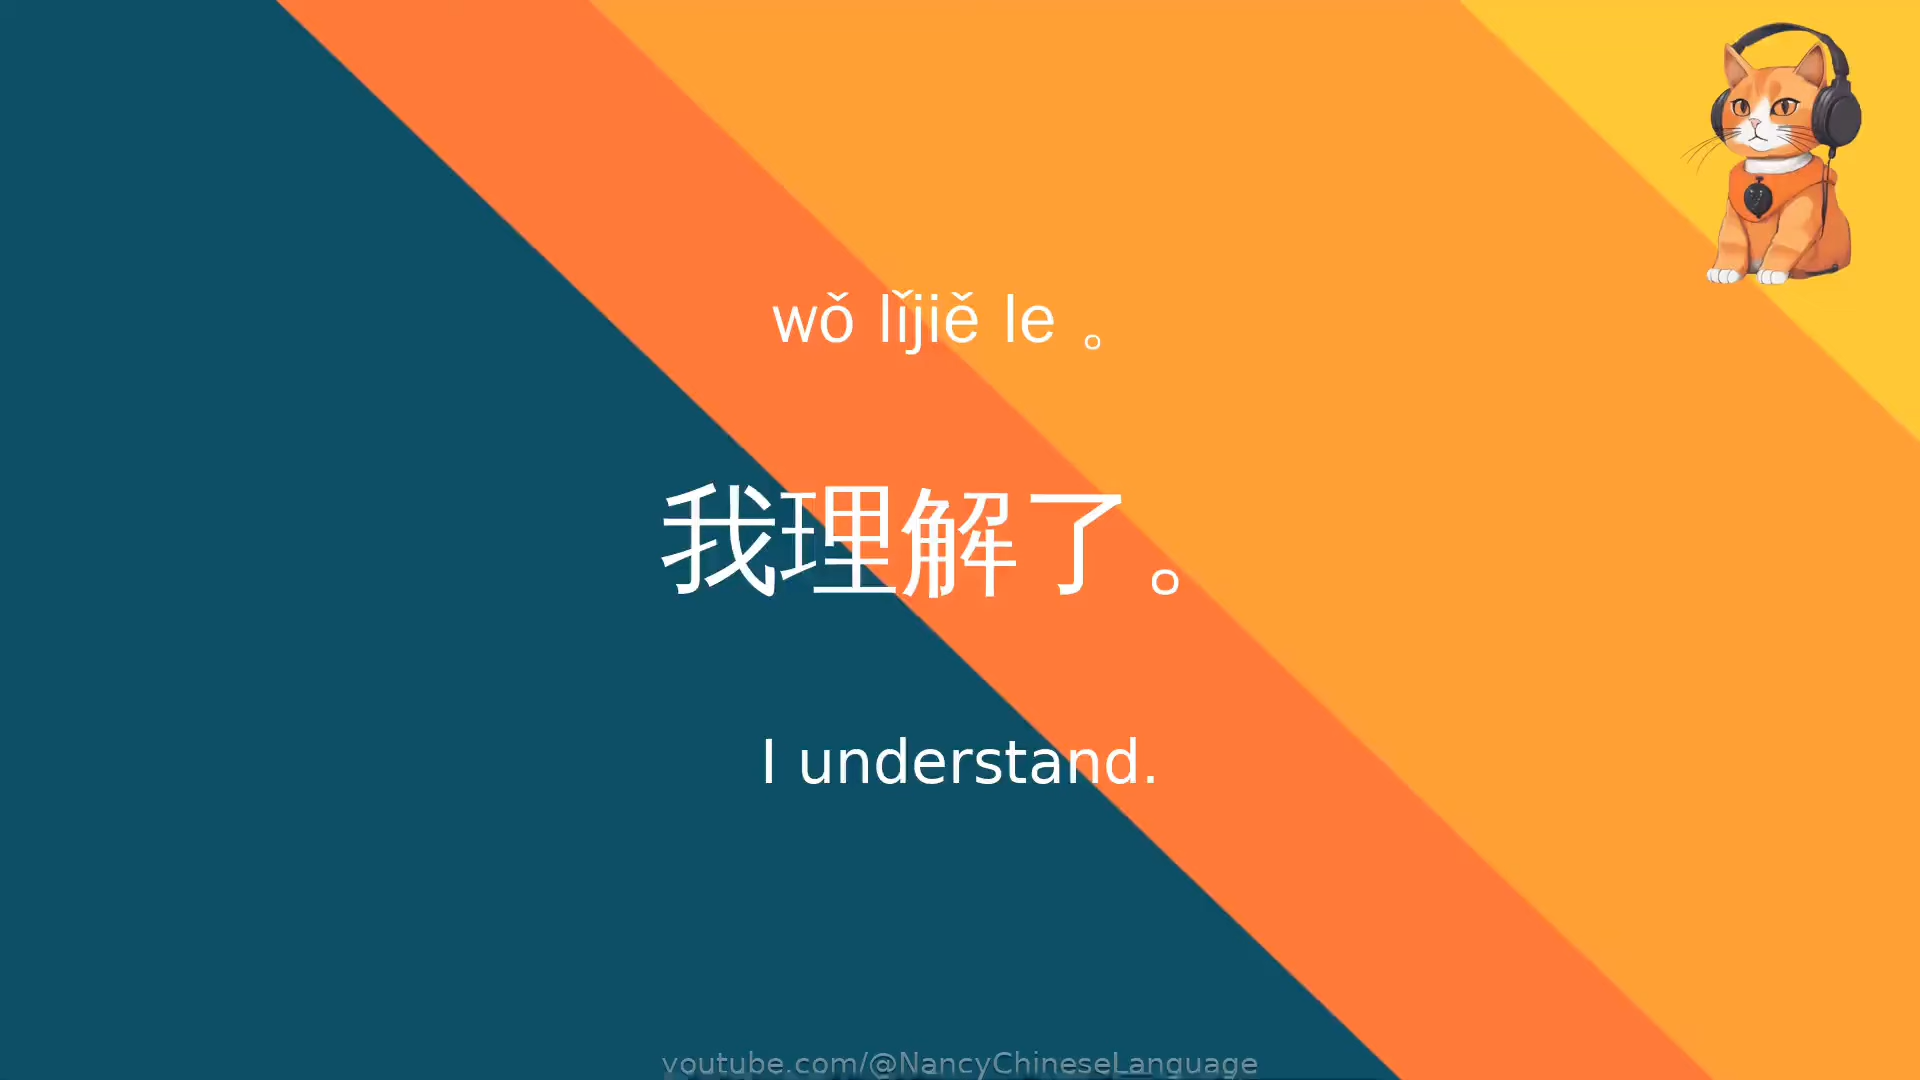 wǒ lǐjiě le 。
我理解了。
I understand.
youtube.com/@NancyChineseLanguage